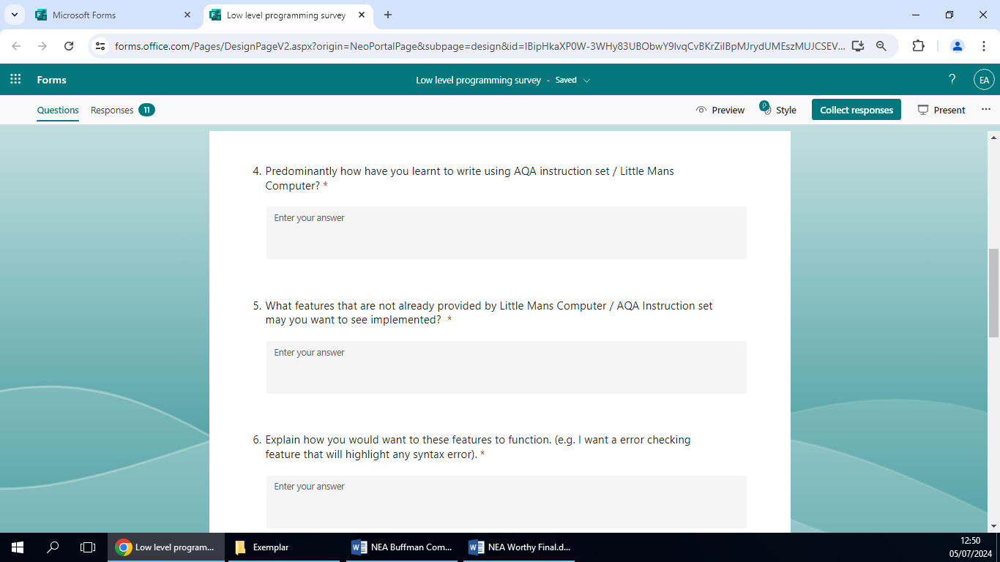 Microsoft Forms
Low level programming survey
forms.office.com/Pages/DesignPageV2.aspx?origin=NeoPortalPage&subpage=design&id=IBipHkaXP0W-3WHy83UBObwY9lvqCvBKrZiIBpMJrydUMEszMUJCSEV...
Forms
Low level programming survey - Saved
?
EA
Questions
Responses 11
Preview
Style
Collect responses
Present
4. Predominantly how have you learnt to write using AQA instruction set / Little Mans
Computer? *
Enter your answer
5. What features that are not already provided by Little Mans Computer / AQA Instruction set
may you want to see implemented? *
Enter your answer
6. Explain how you would want to these features to function. (e.g. I want a error checking
feature that will highlight any syntax error). *
Enter your answer
Low level program...
Exemplar
NEA Buffman Com...
NEA Worthy Final.d...
12:50
05/07/2024